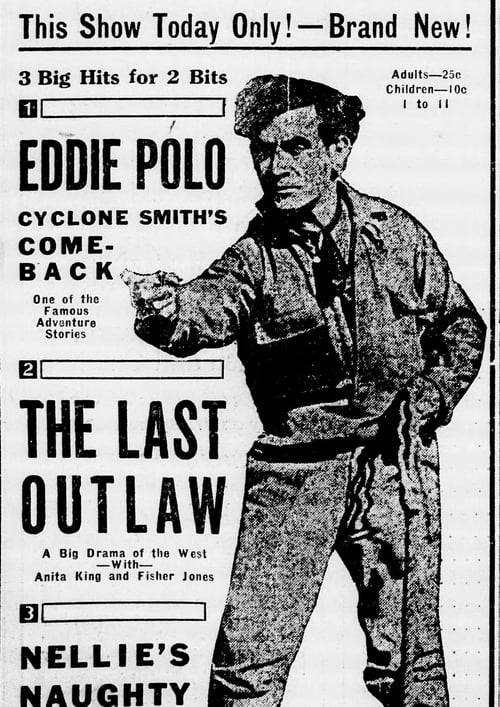 This Show Today Only!—Brand New!
3 Big Hits for 2 Bits
Adults—25c
Children—10c
1 to 11
1
EDDIE POLO
CYCLONE SMITH'S
COME-
BACK
One of the
Famous
Adventure
Stories
2
THE LAST
OUTLAW
A Big Drama of the West
—With—
Anita King and Fisher Jones
3
NELLIE'S
NAUGHTY